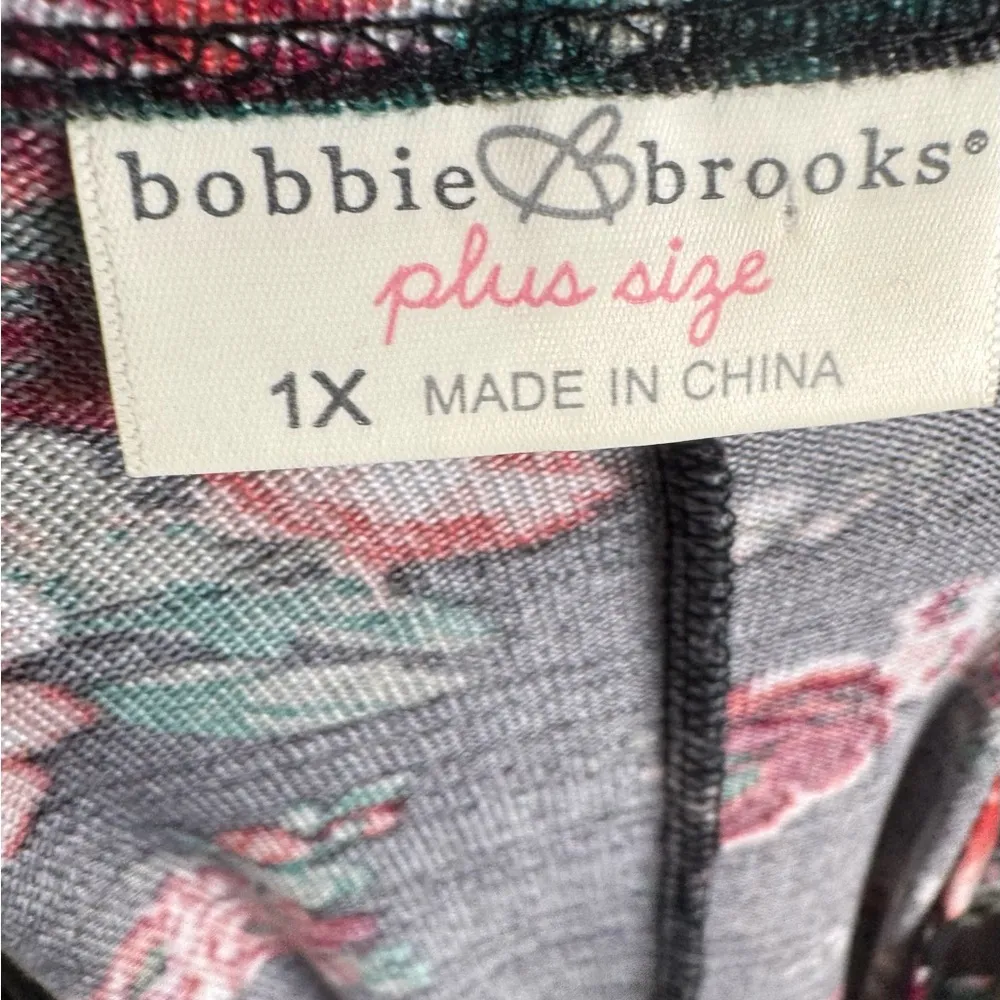 bobbie brooks®
plus size
1X MADE IN CHINA